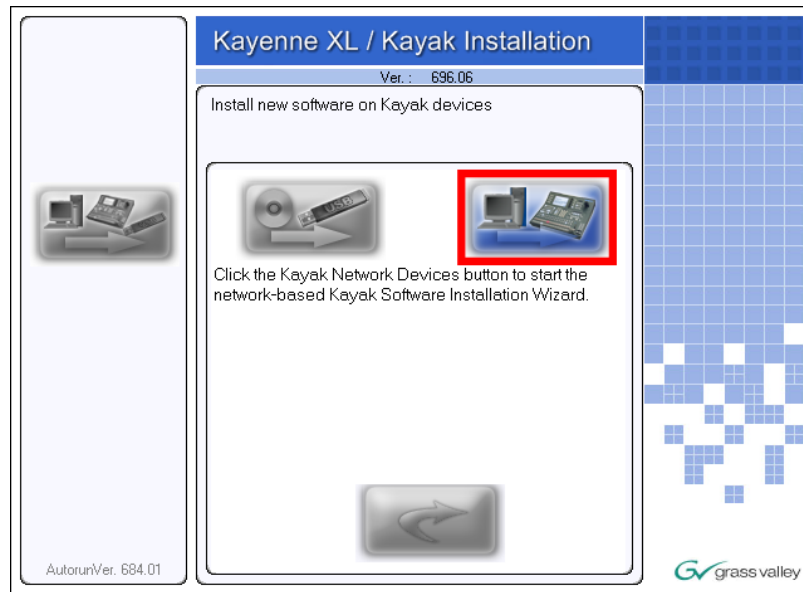 Kayenne XL / Kayak Installation
Ver. : 696.06
Install new software on Kayak devices
USB
Click the Kayak Network Devices button to start the
network-based Kayak Software Installation Wizard.
AutorunVer. 684.01
GV grass valley